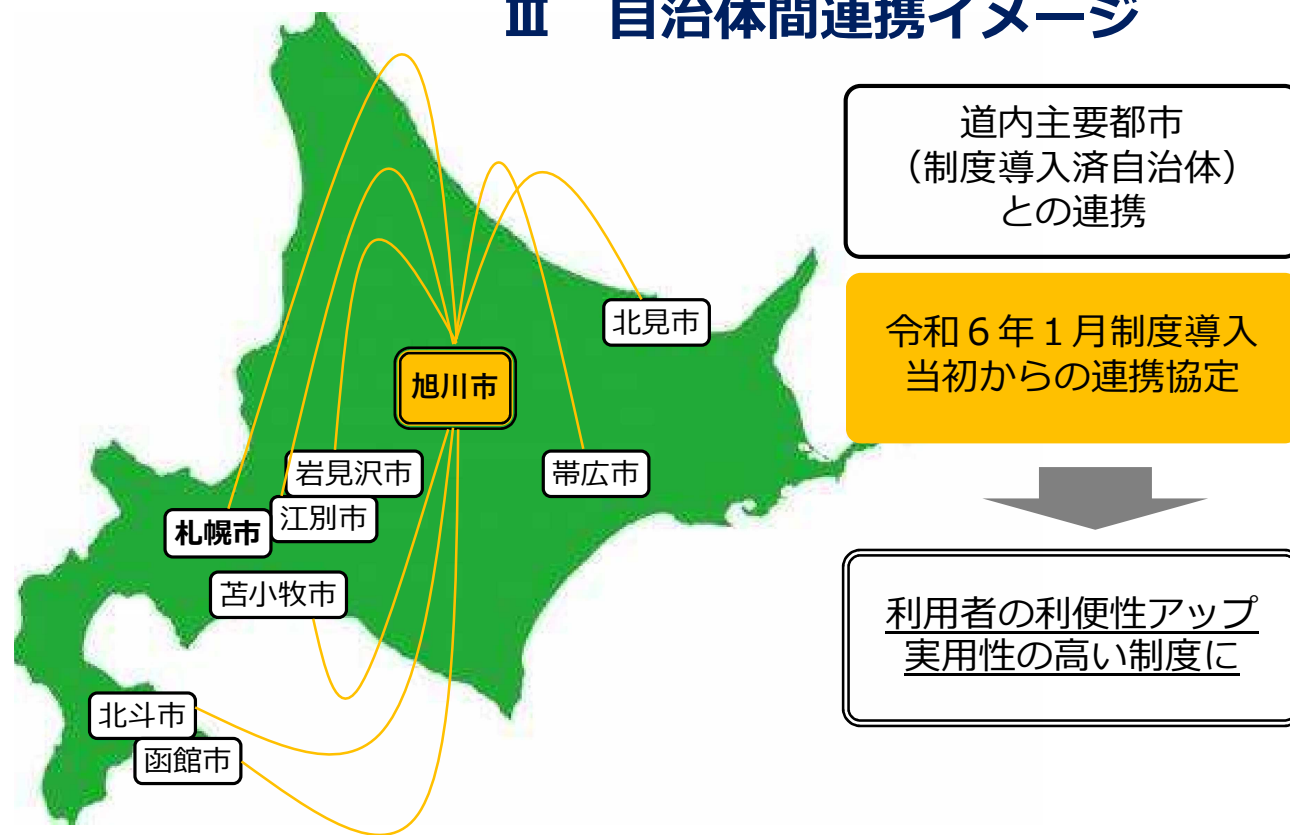 Ⅲ　自治体間連携イメージ
道内主要都市
（制度導入済自治体）
との連携
令和６年１月制度導入
当初からの連携協定
利用者の利便性アップ
実用性の高い制度に
北見市
旭川市
岩見沢市
帯広市
江別市
札幌市
苫小牧市
北斗市
函館市